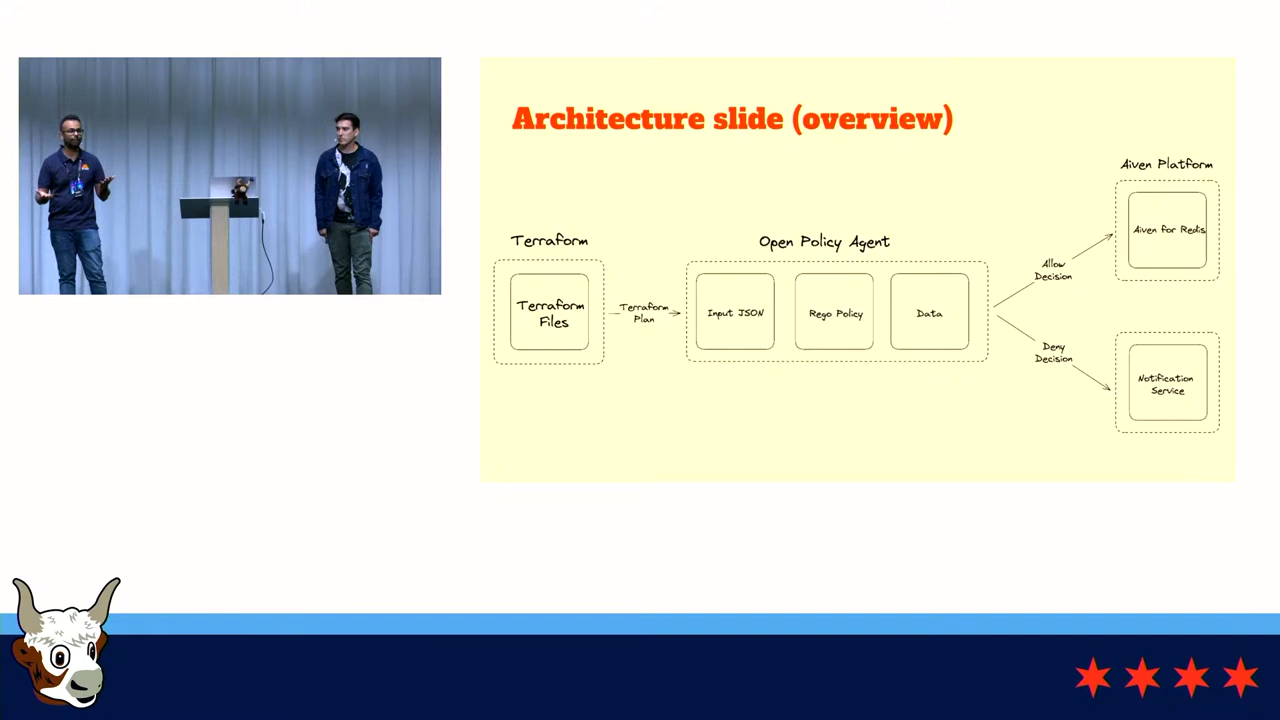 Architecture slide (overview)
Aiven Platform
Aiven for Redis
Terraform
Open Policy Agent
Allow
Decision
Terraform
Files
Terraform
Plan
Input JSON
Rego Policy
Data
Deny
Decision
Notification
Service